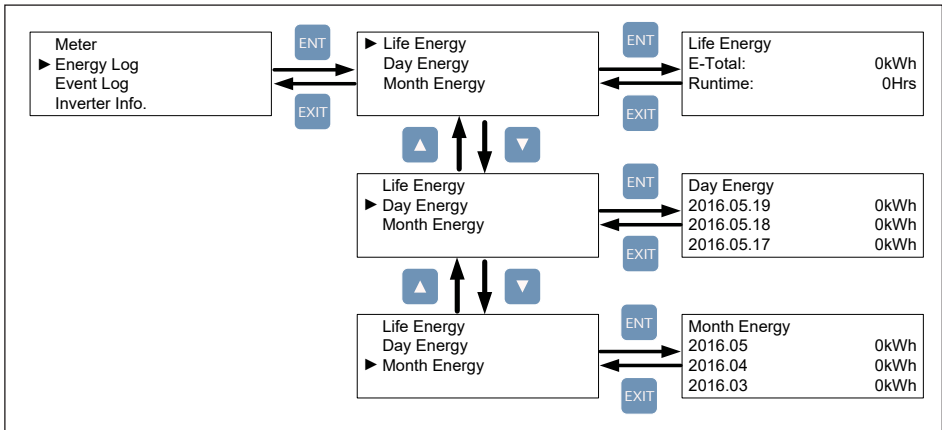 Meter
▶ Energy Log
Event Log
Inverter Info.
ENT
EXIT
▶ Life Energy
Day Energy
Month Energy
ENT
EXIT
Life Energy
E-Total: 0kWh
Runtime: 0Hrs
▲ ▼
Life Energy
▶ Day Energy
Month Energy
ENT
EXIT
Day Energy
2016.05.19 0kWh
2016.05.18 0kWh
2016.05.17 0kWh
▲ ▼
Life Energy
Day Energy
▶ Month Energy
ENT
EXIT
Month Energy
2016.05 0kWh
2016.04 0kWh
2016.03 0kWh